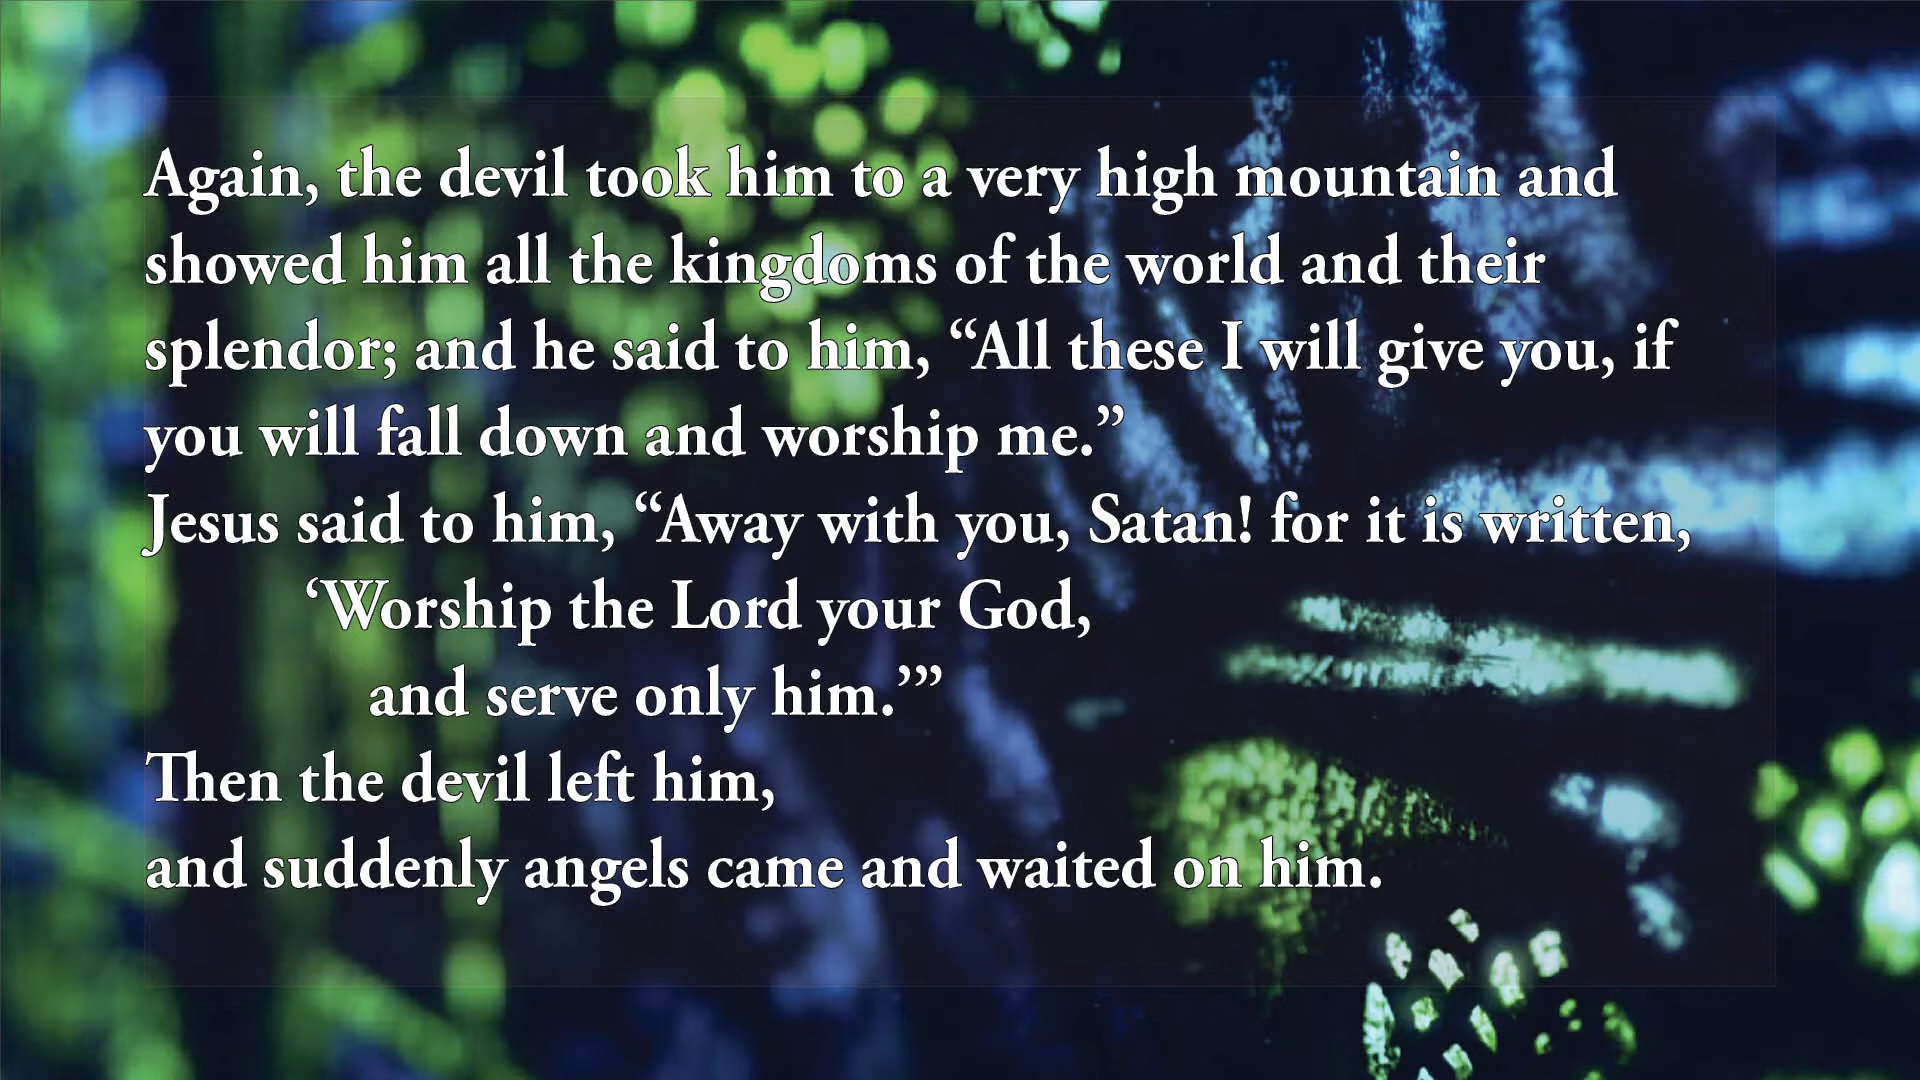 Again, the devil took him to a very high mountain and
showed him all the kingdoms of the world and their
splendor; and he said to him, “All these I will give you, if
you will fall down and worship me.”
Jesus said to him, “Away with you, Satan! for it is written,
‘Worship the Lord your God,
and serve only him.’”
Then the devil left him,
and suddenly angels came and waited on him.